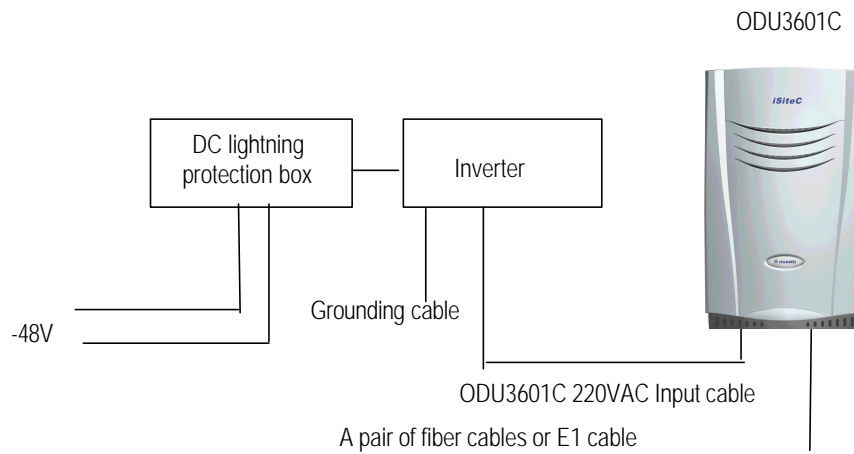 ODU3601C
iSiteC
DC lightning
protection box
Inverter
HUAWEI
Grounding cable
-48V
ODU3601C 220VAC Input cable
A pair of fiber cables or E1 cable